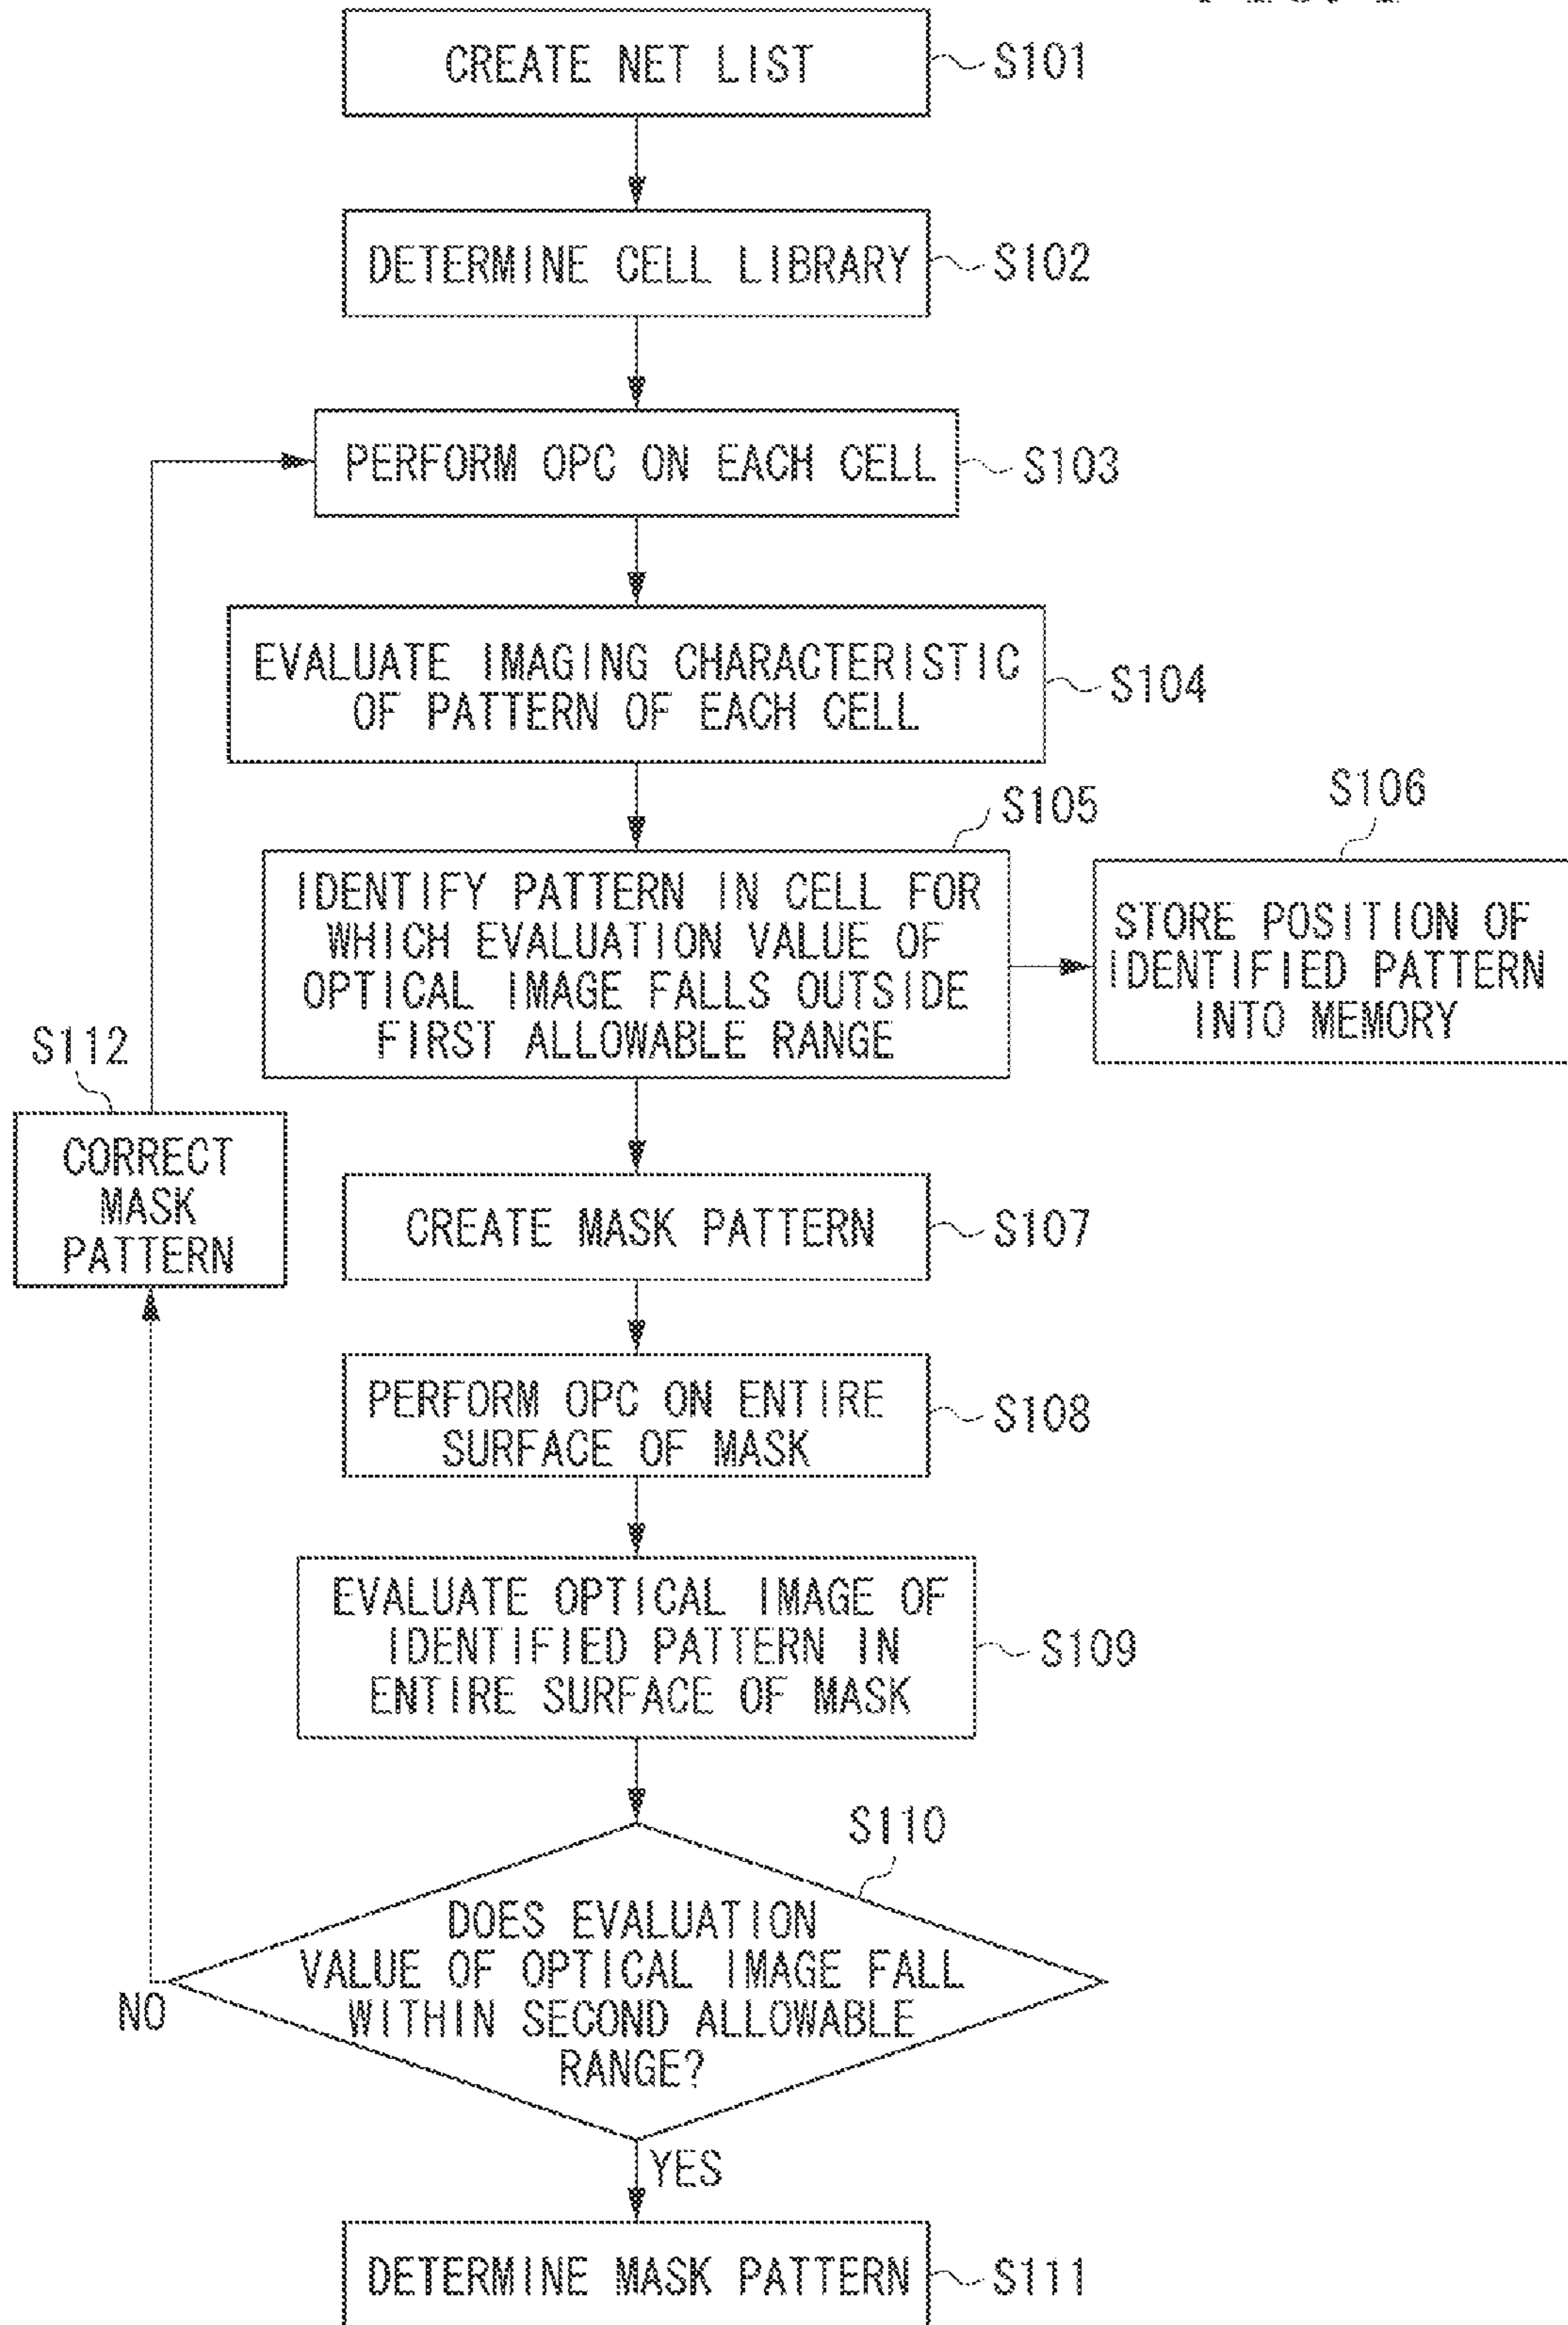 CREATE NET LIST
S101
DETERMINE CELL LIBRARY
S102
PERFORM OPC ON EACH CELL
S103
EVALUATE IMAGING CHARACTERISTIC
OF PATTERN OF EACH CELL
S104
S105
IDENTIFY PATTERN IN CELL FOR
WHICH EVALUATION VALUE OF
OPTICAL IMAGE FALLS OUTSIDE
FIRST ALLOWABLE RANGE
S106
STORE POSITION OF
IDENTIFIED PATTERN
INTO MEMORY
S112
CORRECT
MASK
PATTERN
CREATE MASK PATTERN
S107
PERFORM OPC ON ENTIRE
SURFACE OF MASK
S108
EVALUATE OPTICAL IMAGE OF
IDENTIFIED PATTERN IN
ENTIRE SURFACE OF MASK
S109
S110
DOES EVALUATION
VALUE OF OPTICAL IMAGE FALL
WITHIN SECOND ALLOWABLE
RANGE?
NO
YES
DETERMINE MASK PATTERN
S111